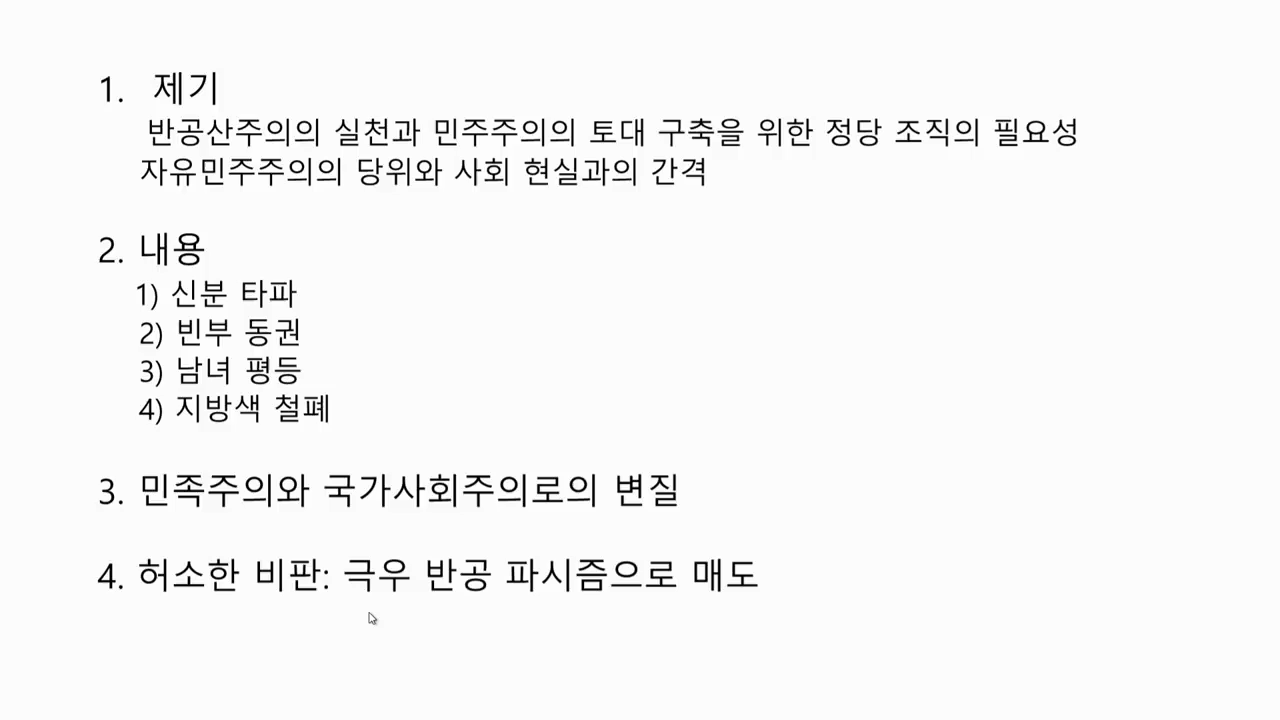 1. 제기
반공산주의의 실천과 민주주의의 토대 구축을 위한 정당 조직의 필요성
자유민주주의의 당위와 사회 현실과의 간격
2. 내용
1) 신분 타파
2) 빈부 동권
3) 남녀 평등
4) 지방색 철폐
3. 민족주의와 국가사회주의로의 변질
4. 허소한 비판: 극우 반공 파시즘으로 매도